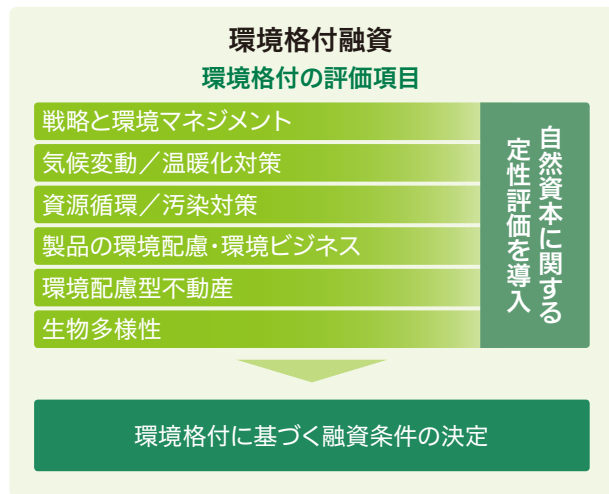 環境格付融資
環境格付の評価項目
戦略と環境マネジメント
気候変動／温暖化対策
資源循環／汚染対策
製品の環境配慮・環境ビジネス
環境配慮型不動産
生物多様性
自然資本に関する
定性評価を導入
環境格付に基づく融資条件の決定